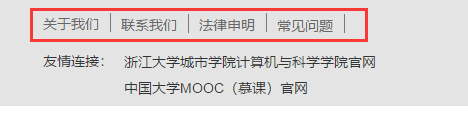 关于我们 | 联系我们 | 法律申明 | 常见问题 |
友情连接： 浙江大学城市学院计算机与科学学院官网
中国大学MOOC（慕课）官网